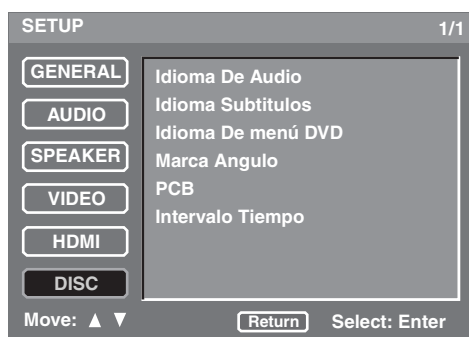 SETUP 1/1
GENERAL
AUDIO
SPEAKER
VIDEO
HDMI
DISC
Idioma De Audio
Idioma Subtitulos
Idioma De menú DVD
Marca Angulo
PCB
Intervalo Tiempo
Move: ▲ ▼ Return Select: Enter